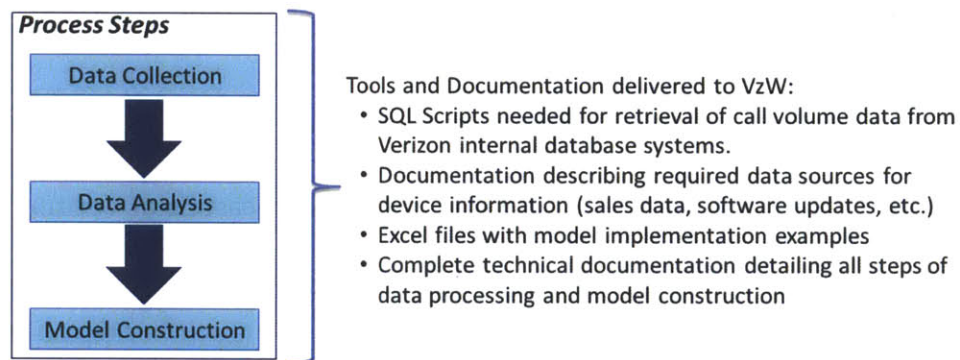 Process Steps
Data Collection
Data Analysis
Model Construction
Tools and Documentation delivered to VzW:
• SQL Scripts needed for retrieval of call volume data from
Verizon internal database systems.
• Documentation describing required data sources for
device information (sales data, software updates, etc.)
• Excel files with model implementation examples
• Complete technical documentation detailing all steps of
data processing and model construction